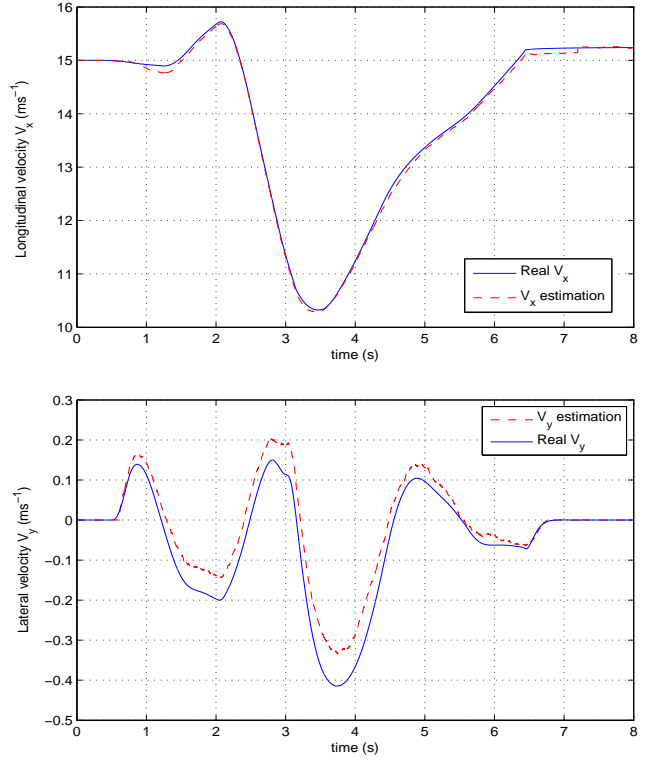 16
15
14
13
12
11
10
0 1 2 3 4 5 6 7 8
time (s)
Longitudinal velocity V_x (ms⁻¹)
Real V_x
V_x estimation
0.3
0.2
0.1
0
−0.1
−0.2
−0.3
−0.4
−0.5
0 1 2 3 4 5 6 7 8
time (s)
Lateral velocity V_y (ms⁻¹)
V_y estimation
Real V_y